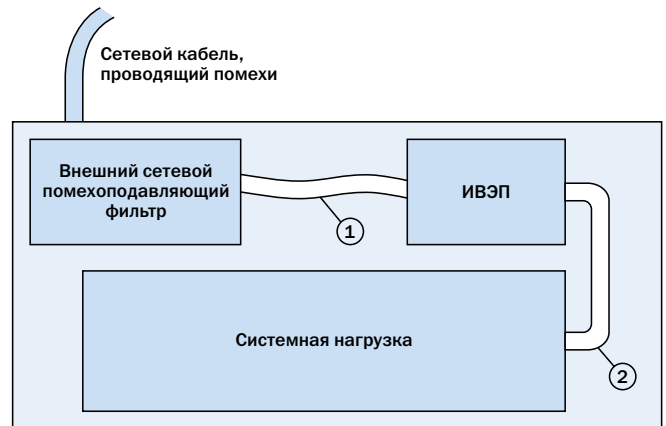 Сетевой кабель,
проводящий помехи
Внешний сетевой
помехоподавляющий
фильтр
ИВЭП
1
Системная нагрузка
2